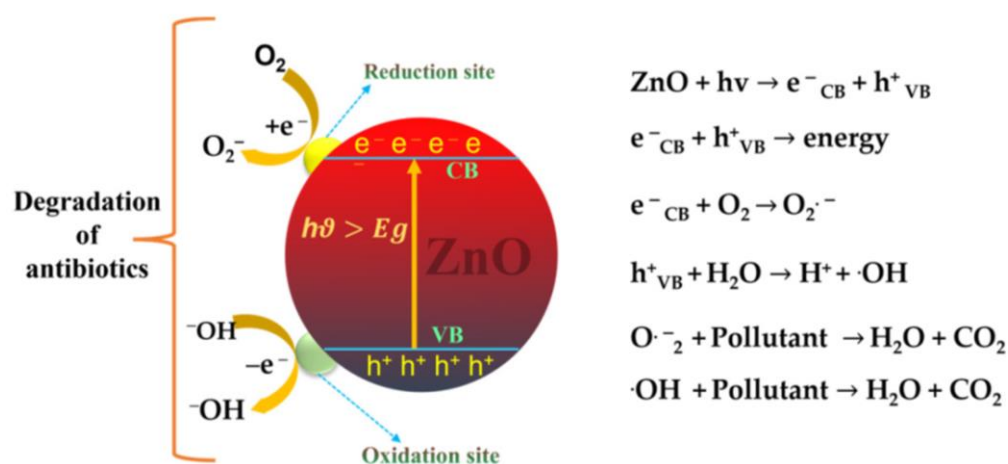 O₂
Reduction site
+e⁻
O₂⁻
e⁻ e⁻ e⁻ e
–
CB
Degradation
of
antibiotics
hϑ > Eg
ZnO
⁻OH
VB
–e⁻
h⁺ h⁺ h⁺ h⁺
⁻OH
Oxidation site
ZnO + hν → e⁻ CB + h⁺ VB
e⁻ CB + h⁺VB → energy
e⁻ CB + O₂ → O₂·⁻
h⁺VB + H₂O → H⁺ + ·OH
O·⁻₂ + Pollutant → H₂O + CO₂
·OH + Pollutant → H₂O + CO₂